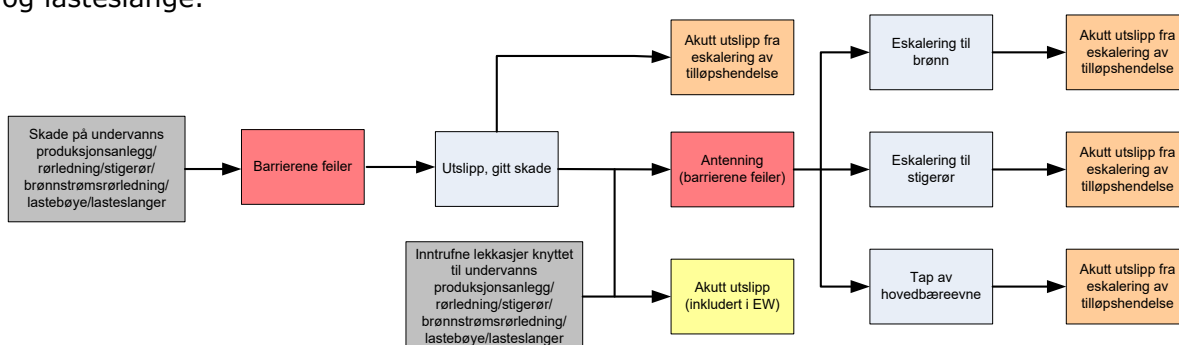 og lasteslange.
Akutt utslipp fra
eskalering av
tilløpshendelse
Eskalering til
brønn
Akutt utslipp fra
eskalering av
tilløpshendelse
Skade på undervanns
produksjonsanlegg/
rørledning/stigerør/
brønnstrømsrørledning/
lastebøye/lasteslanger
Barrierene feiler
Utslipp, gitt skade
Antenning
(barrierene feiler)
Eskalering til
stigerør
Akutt utslipp fra
eskalering av
tilløpshendelse
Inntrufne lekkasjer knyttet
til undervanns
produksjonsanlegg/
rørledning/stigerør/
brønnstrømsrørledning/
lastebøye/lasteslanger
Akutt utslipp
(inkludert i EW)
Tap av
hovedbæreevne
Akutt utslipp fra
eskalering av
tilløpshendelse